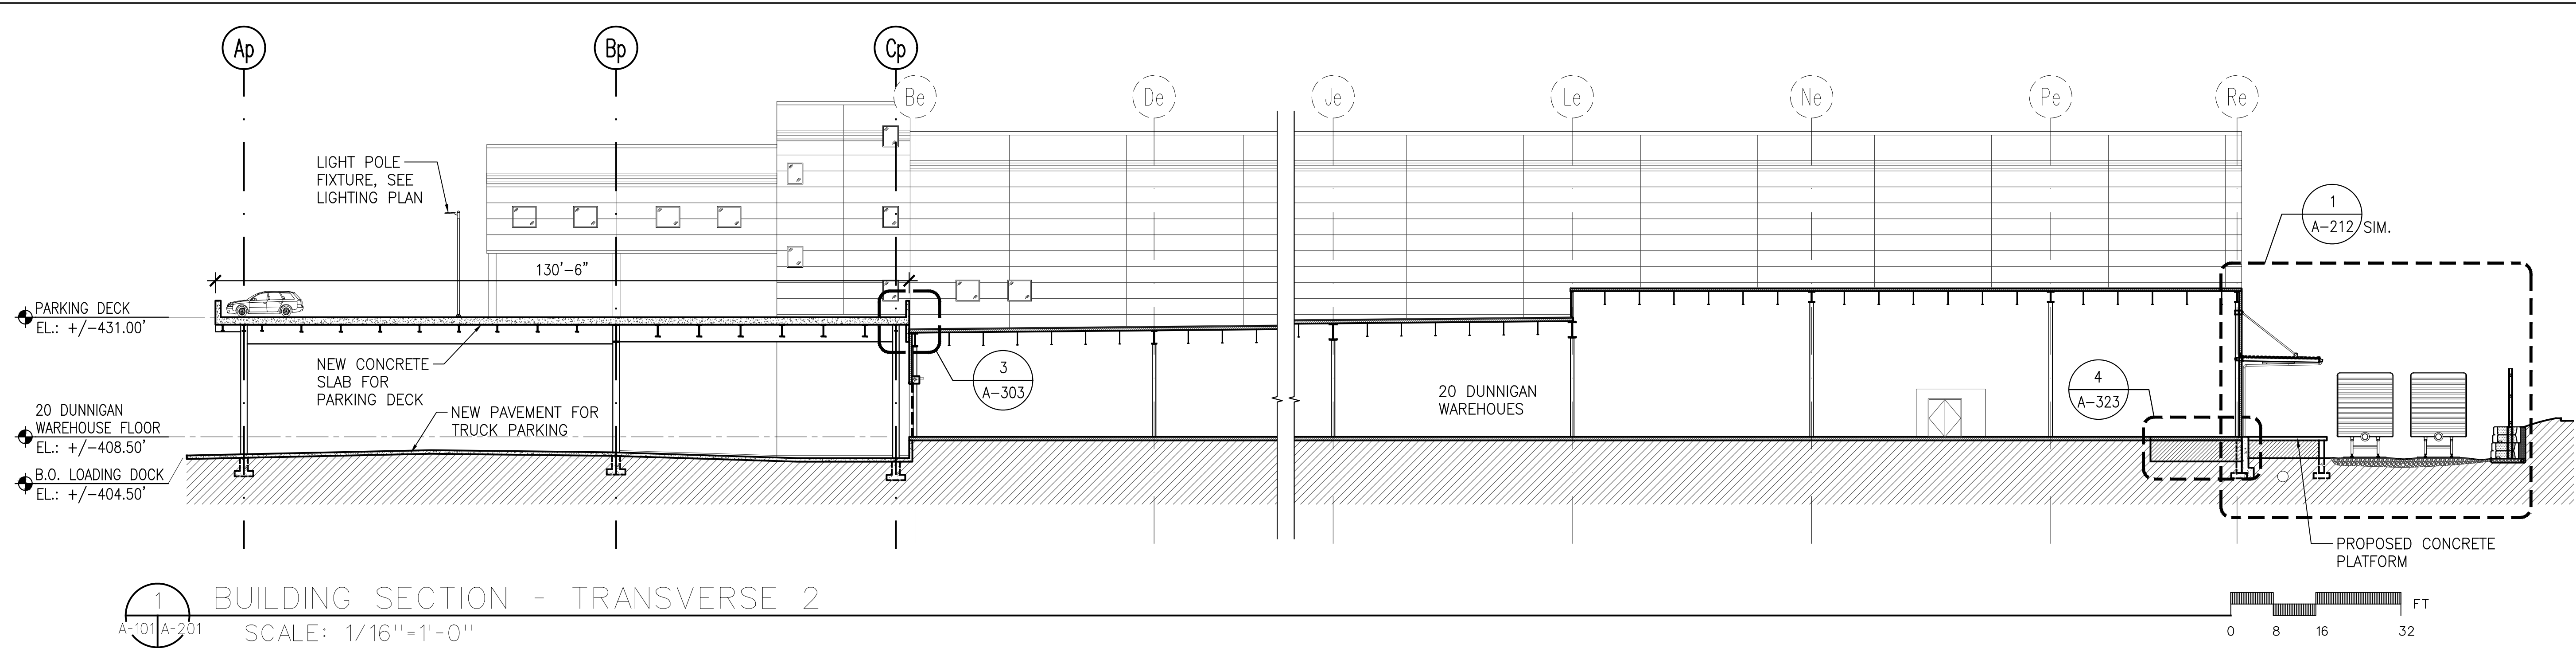 Ap
Bp
Cp
Be
De
Je
Le
Ne
Pe
Re
LIGHT POLE
FIXTURE, SEE
LIGHTING PLAN
130'-6"
1
A-212
SIM.
PARKING DECK
EL.: +/-431.00'
NEW CONCRETE
SLAB FOR
PARKING DECK
3
A-303
20 DUNNIGAN
WAREHOUES
4
A-323
20 DUNNIGAN
WAREHOUSE FLOOR
EL.: +/-408.50'
NEW PAVEMENT FOR
TRUCK PARKING
B.O. LOADING DOCK
EL.: +/-404.50'
PROPOSED CONCRETE
PLATFORM
1
A-101
A-201
BUILDING SECTION - TRANSVERSE 2
SCALE: 1/16"=1'-0"
FT
0 8 16 32